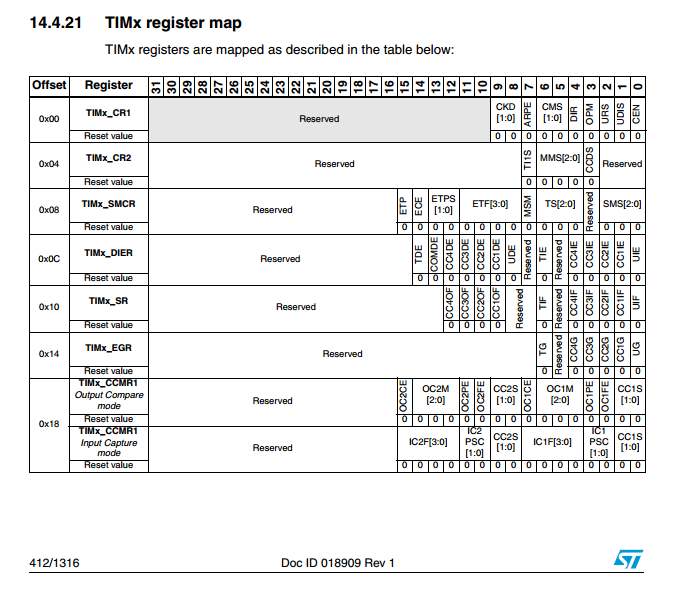 14.4.21 TIMx register map
TIMx registers are mapped as described in the table below:
Offset Register 31 30 29 28 27 26 25 24 23 22 21 20 19 18 17 16 15 14 13 12 11 10 9 8 7 6 5 4 3 2 1 0
0x00 TIMx_CR1 Reserved CKD [1:0] ARPE CMS [1:0] DIR OPM URS UDIS CEN
Reset value 0 0 0 0 0 0 0 0 0 0
0x04 TIMx_CR2 Reserved TI1S MMS[2:0] CCDS Reserved
Reset value 0 0 0 0 0
0x08 TIMx_SMCR Reserved ETP ECE ETPS [1:0] ETF[3:0] MSM TS[2:0] Reserved SMS[2:0]
Reset value 0 0 0 0 0 0 0 0 0 0 0 0 0 0 0
0x0C TIMx_DIER Reserved TDE COMDE CC4DE CC3DE CC2DE CC1DE UDE Reserved TIE Reserved CC4IE CC3IE CC2IE CC1IE UIE
Reset value 0 0 0 0 0 0 0 0 0 0 0 0 0
0x10 TIMx_SR Reserved CC4OF CC3OF CC2OF CC1OF Reserved TIF Reserved CC4IF CC3IF CC2IF CC1IF UIF
Reset value 0 0 0 0 0 0 0 0 0 0
0x14 TIMx_EGR Reserved TG Reserved CC4G CC3G CC2G CC1G UG
Reset value 0 0 0 0 0 0
0x18 TIMx_CCMR1 Output Compare mode Reserved OC2CE OC2M [2:0] OC2PE OC2FE CC2S [1:0] OC1CE OC1M [2:0] OC1PE OC1FE CC1S [1:0]
Reset value 0 0 0 0 0 0 0 0 0 0 0 0 0 0 0 0
TIMx_CCMR1 Input Capture mode Reserved IC2F[3:0] IC2 PSC [1:0] CC2S [1:0] IC1F[3:0] IC1 PSC [1:0] CC1S [1:0]
Reset value 0 0 0 0 0 0 0 0 0 0 0 0 0 0 0 0
412/1316 Doc ID 018909 Rev 1 ST